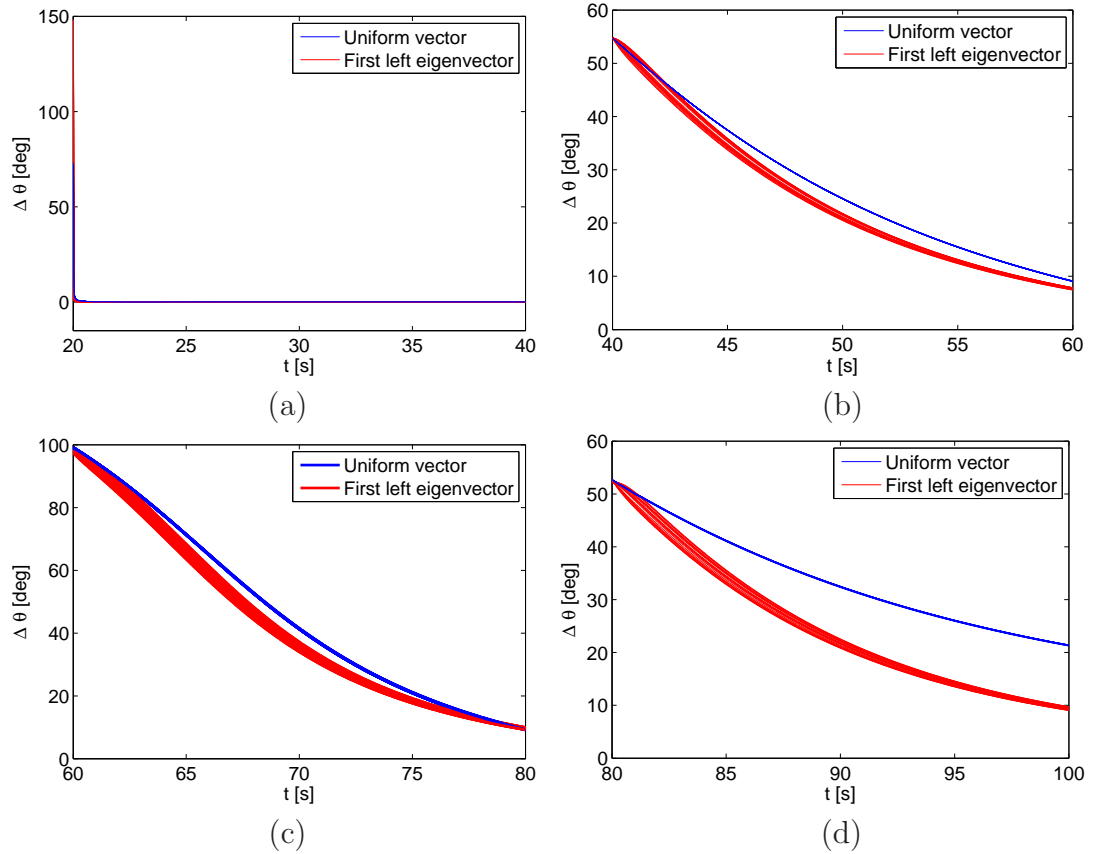 150
100
50
0
Δ θ [deg]
Uniform vector
First left eigenvector
20
25
30
35
40
t [s]
(a)
60
50
40
30
20
10
0
Δ θ [deg]
Uniform vector
First left eigenvector
40
45
50
55
60
t [s]
(b)
100
80
60
40
20
0
Δ θ [deg]
Uniform vector
First left eigenvector
60
65
70
75
80
t [s]
(c)
60
50
40
30
20
10
0
Δ θ [deg]
Uniform vector
First left eigenvector
80
85
90
95
100
t [s]
(d)